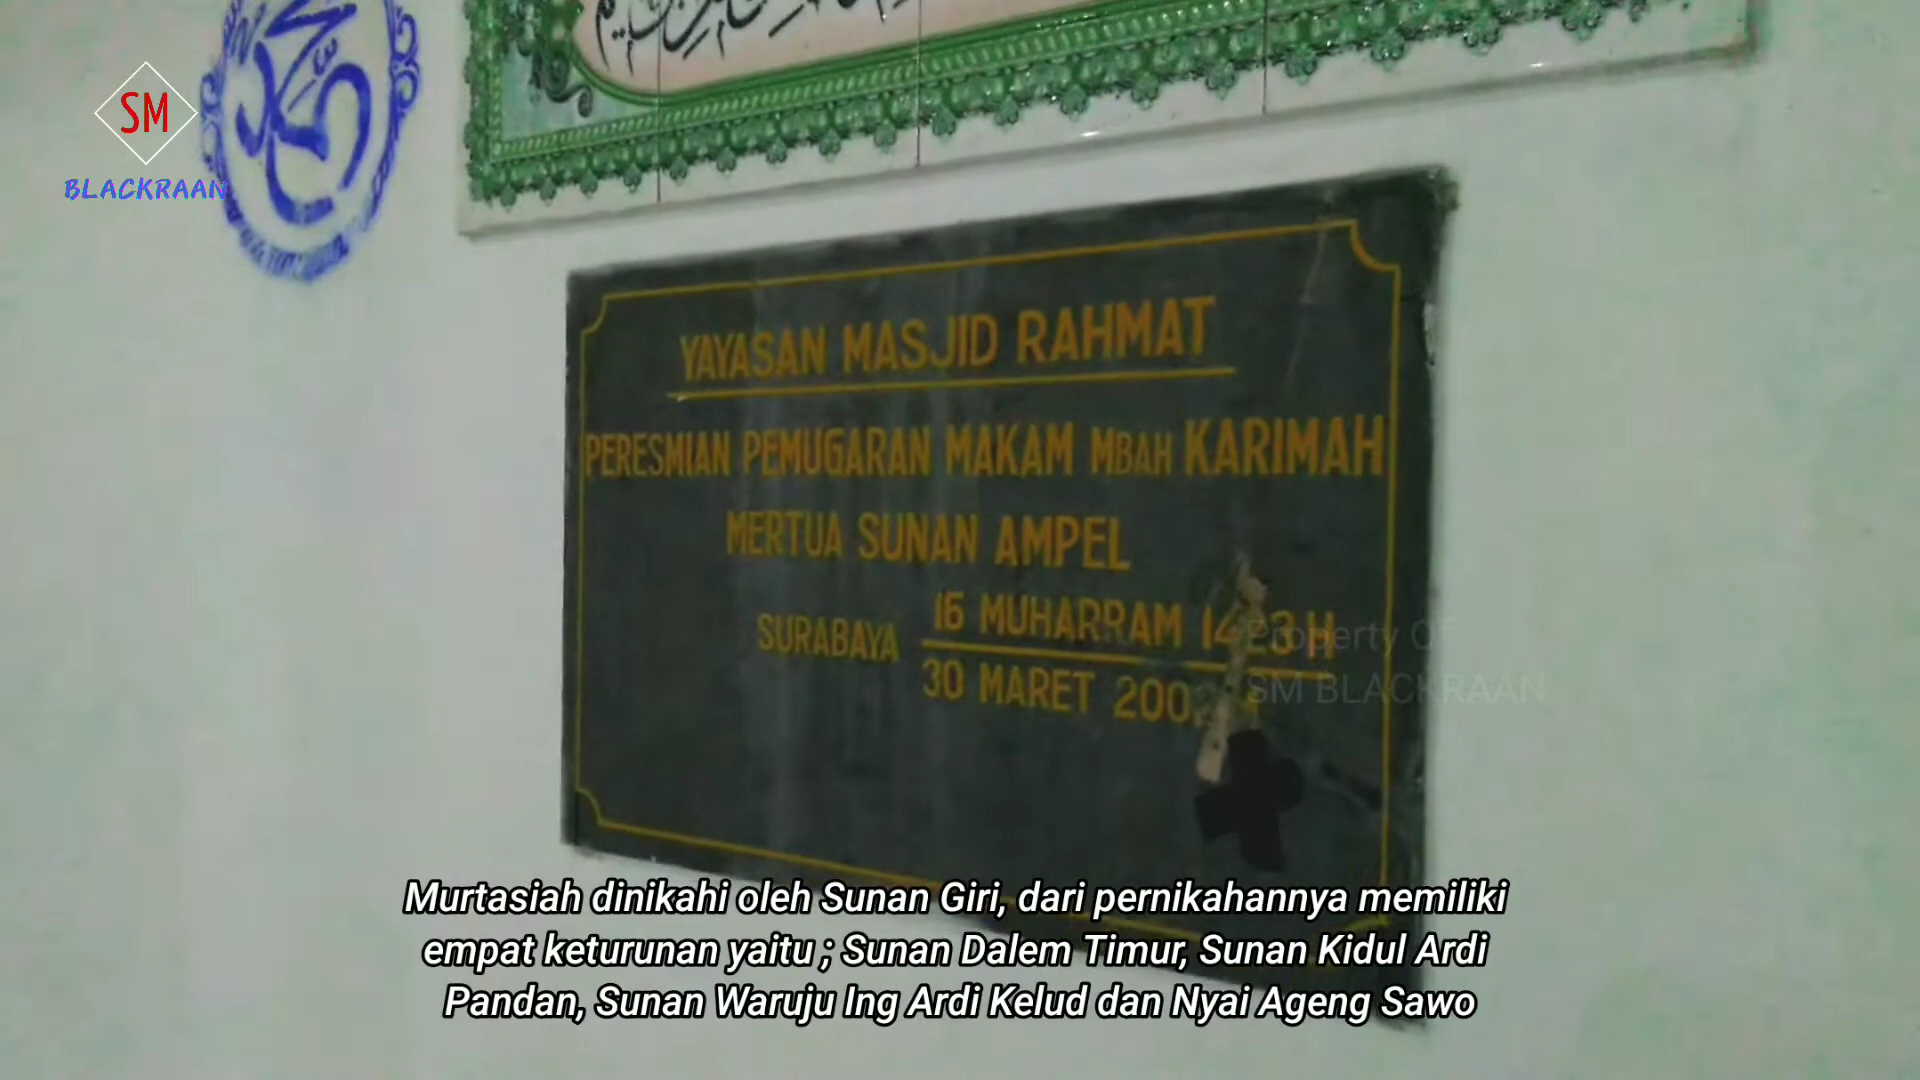 SM
BLACKRAAN
YAYASAN MASJID RAHMAT
PERESMIAN PEMUGARAN MAKAM MBAH KARIMAH
MERTUA SUNAN AMPEL
SURABAYA
16 MUHARRAM 1423 H
30 MARET 200
Property Of
SM BLACKRAAN
Murtasiah dinikahi oleh Sunan Giri, dari pernikahannya memiliki
empat keturunan yaitu ; Sunan Dalem Timur, Sunan Kidul Ardi
Pandan, Sunan Waruju Ing Ardi Kelud dan Nyai Ageng Sawo